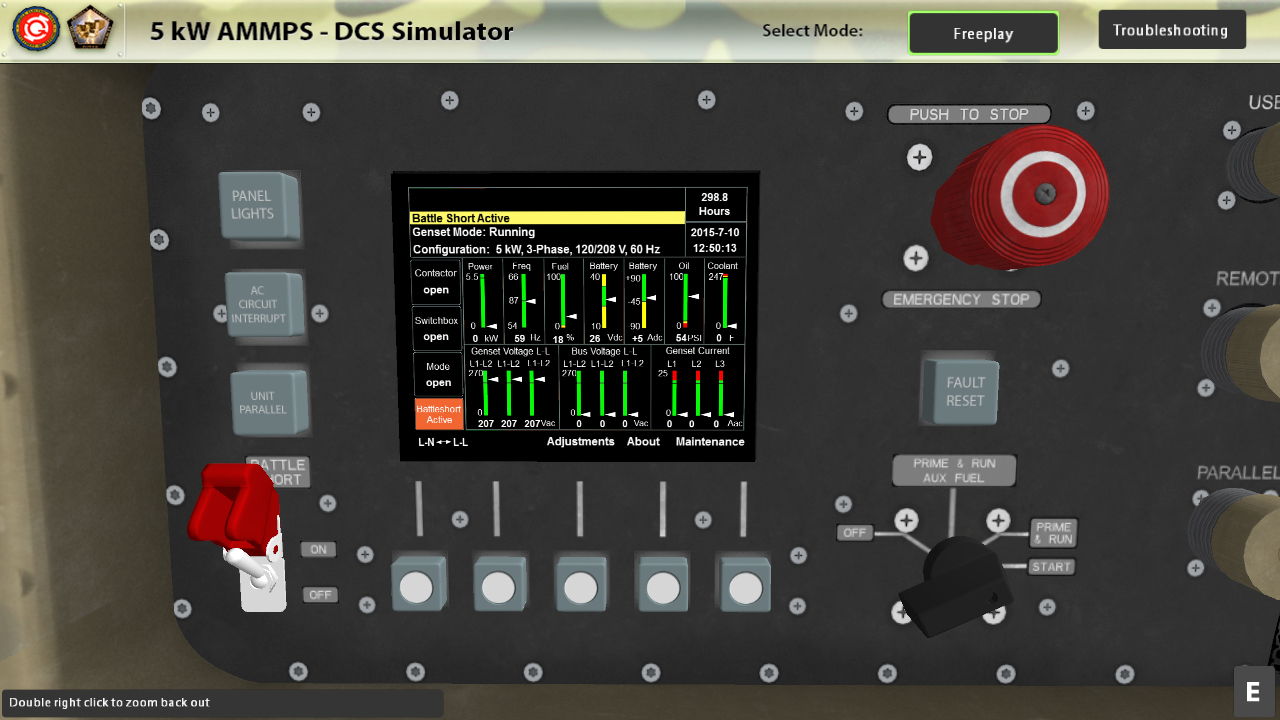 5 kW AMMPS - DCS Simulator
Select Mode:
Freeplay
Troubleshooting
PUSH TO STOP
EMERGENCY STOP
PANEL
LIGHTS
AC
CIRCUIT
INTERRUPT
UNIT
PARALLEL
ON
OFF
298.8
Hours
Battle Short Active
Genset Mode: Running
Configuration: 5 kW, 3-Phase, 120/208 V, 60 Hz
2015-7-10
12:50:13
Contactor
open
Switchbox
open
Mode
open
Battleshort
Active
Power
5.5
0
0 kW
Freq
66
87
54
59 Hz
Fuel
100
0
18 %
Battery
40
10
26 Vdc
Battery
+90
-45
90
+5 Adc
Oil
100
0
54 PSI
Coolant
247
0
0 F
Genset Voltage L-L
L1-L2 L1-L2 L1-L2
270
0
207 207 207 Vac
Bus Voltage L-L
L1-L2 L1-L2 L1-L2
270
0
0 0 0 Vac
Genset Current
L1 L2 L3
25
0
0 0 0 Aac
L-N L-L
Adjustments
About
Maintenance
FAULT
RESET
PRIME & RUN
AUX FUEL
OFF
PRIME
& RUN
START
Double right click to zoom back out
E